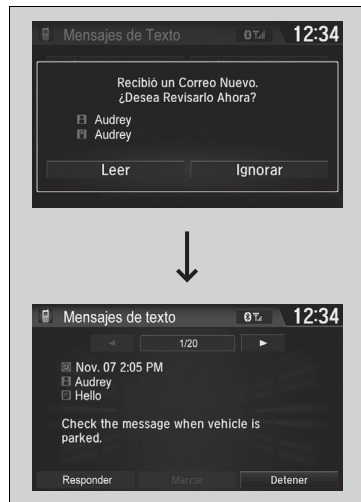 Mensajes de Texto
12:34
Recibió un Correo Nuevo.
¿Desea Revisarlo Ahora?
Audrey
Audrey
Leer
Ignorar
Mensajes de texto
12:34
1/20
Nov. 07 2:05 PM
Audrey
Hello
Check the message when vehicle is
parked.
Responder
Marcar
Detener